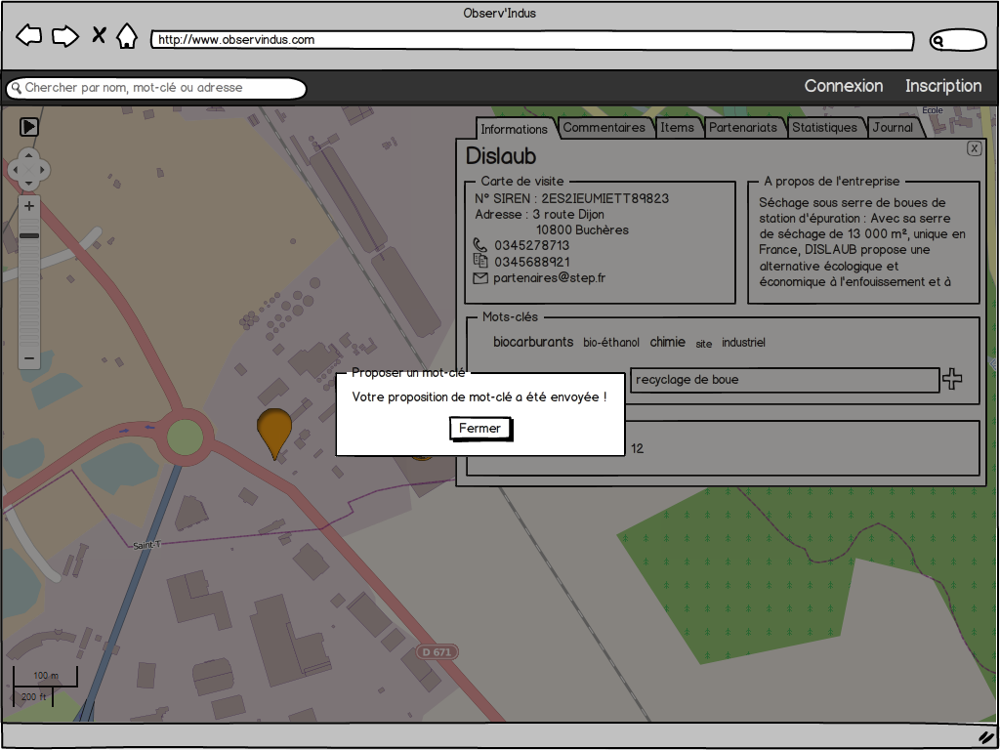 Observ'Indus
http://www.observindus.com
Chercher par nom, mot-clé ou adresse
Connexion
Inscription
Ecole
Informations
Commentaires
Items
Partenariats
Statistiques
Journal
X
Dislaub
Carte de visite
N° SIREN : 2ES2IEUMIETT89823
Adresse : 3 route Dijon
10800 Buchères
0345278713
0345688921
partenaires@step.fr
A propos de l'entreprise
Séchage sous serre de boues de
station d'épuration : Avec sa serre
de séchage de 13 000 m², unique en
France, DISLAUB propose une
alternative écologique et
économique à l'enfouissement et à
Mots-clés
biocarburants bio-éthanol chimie site industriel
recyclage de boue
Proposer un mot-clé
Votre proposition de mot-clé a été envoyée !
Fermer
12
Saint-T
D 671
100 m
200 ft